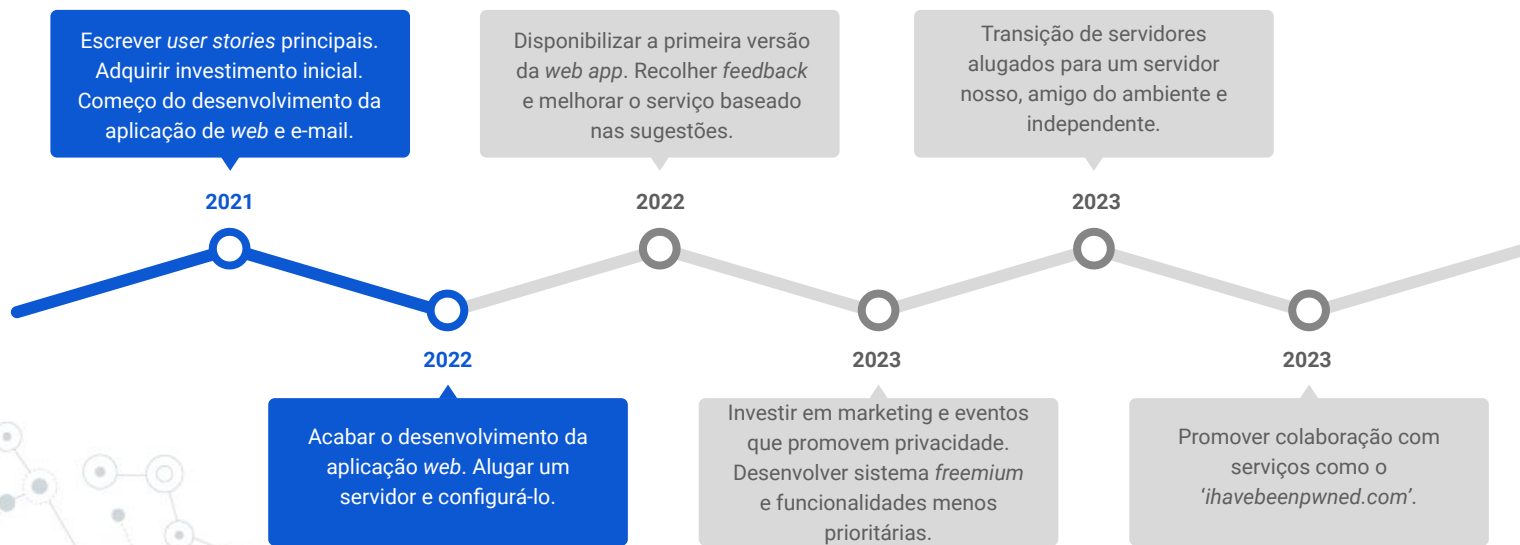 Escrever user stories principais.
Adquirir investimento inicial.
Começo do desenvolvimento da
aplicação de web e e-mail.
2021
Acabar o desenvolvimento da
aplicação web. Alugar um
servidor e configurá-lo.
2022
Disponibilizar a primeira versão
da web app. Recolher feedback
e melhorar o serviço baseado
nas sugestões.
2022
Investir em marketing e eventos
que promovem privacidade.
Desenvolver sistema freemium
e funcionalidades menos
prioritárias.
2023
Transição de servidores
alugados para um servidor
nosso, amigo do ambiente e
independente.
2023
Promover colaboração com
serviços como o
‘ihavebeenpwned.com’.
2023